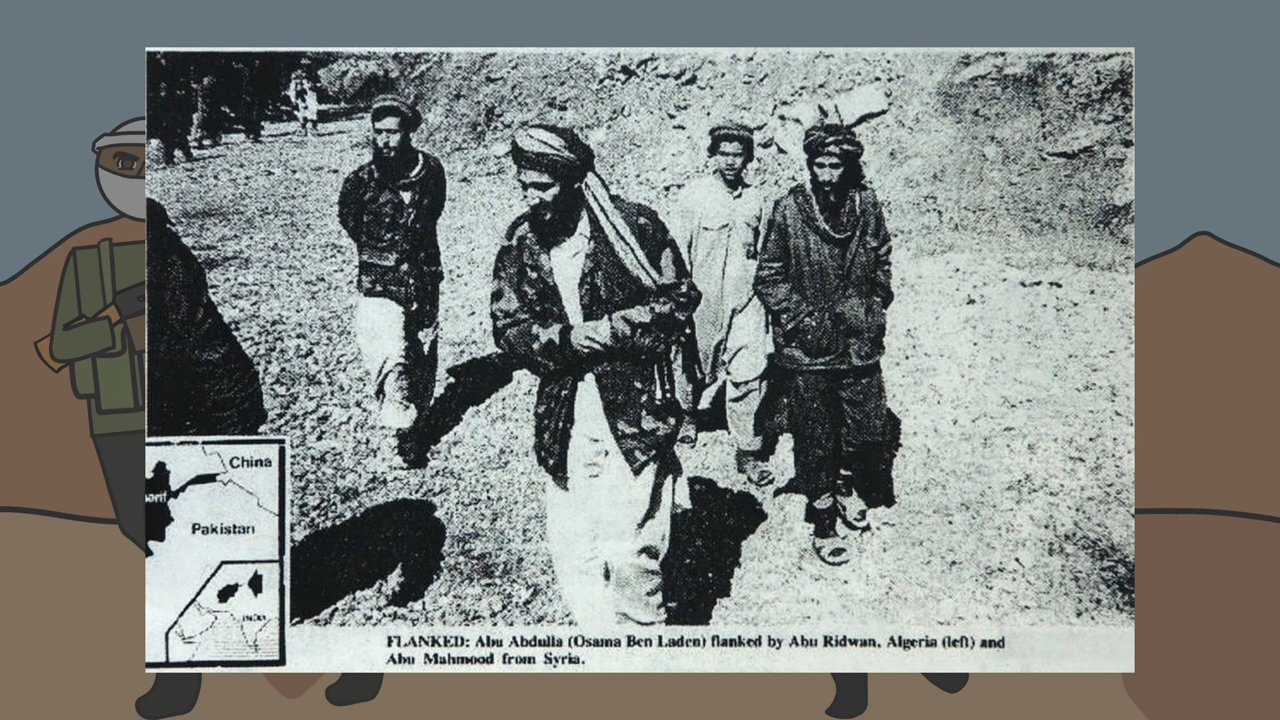 China
Pakistan
INDIA
FLANKED: Abu Abdulla (Osama Ben Laden) flanked by Abu Ridwan, Algeria (left) and
Abu Mahmood from Syria.